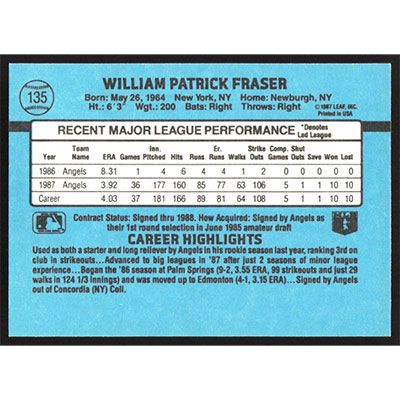 135
WILLIAM PATRICK FRASER
Born: May 26, 1964 New York, NY Home: Newburgh, NY
Ht: 6'3" Wgt: 200 Bats: Right Throws: Right
©1987 LEAF, INC.
Printed in USA
RECENT MAJOR LEAGUE PERFORMANCE *Denotes Led League
Year Team Name ERA Games Inn. Pitched Hits Runs Er. Runs Walks Strike Outs Comp. Games Shut Outs Save Won Lost
1986 Angels 8.31 1 4 6 4 4 1 2 0 0 0 0 0
1987 Angels 3.92 36 177 160 85 77 63 106 5 1 1 10 10
Career 4.03 37 181 166 89 81 64 108 5 1 1 10 10
Contract Status: Signed thru 1988. How Acquired: Signed by Angels as
their 1st round selection in June 1985 amateur draft
CAREER HIGHLIGHTS
Used as both a starter and long reliever by Angels in his rookie season last year, ranking 3rd on
club in strikeouts...Advanced to big leagues in '87 after just 2 seasons of minor league
experience...Began the '86 season at Palm Springs (9-2, 3.55 ERA, 99 strikeouts and just 29
walks in 124 1/3 innings) and was moved up to Edmonton (4-1, 3.15 ERA)...Signed by Angels
out of Concordia (NY) Coll.